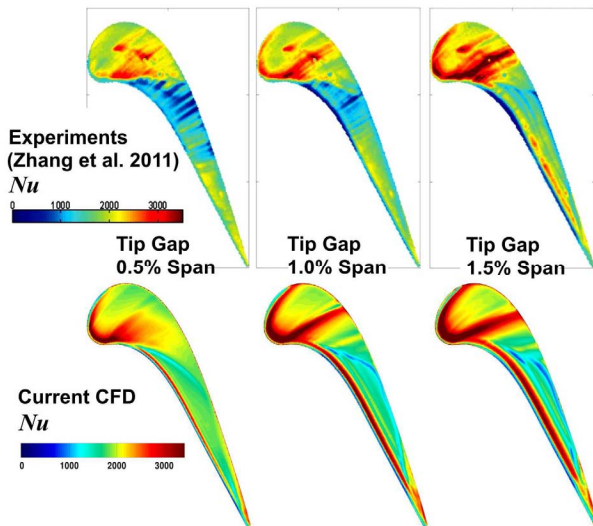 Experiments
(Zhang et al. 2011)
Nu
0 1000 2000 3000
Tip Gap
0.5% Span
Tip Gap
1.0% Span
Tip Gap
1.5% Span
Current CFD
Nu
0 1000 2000 3000